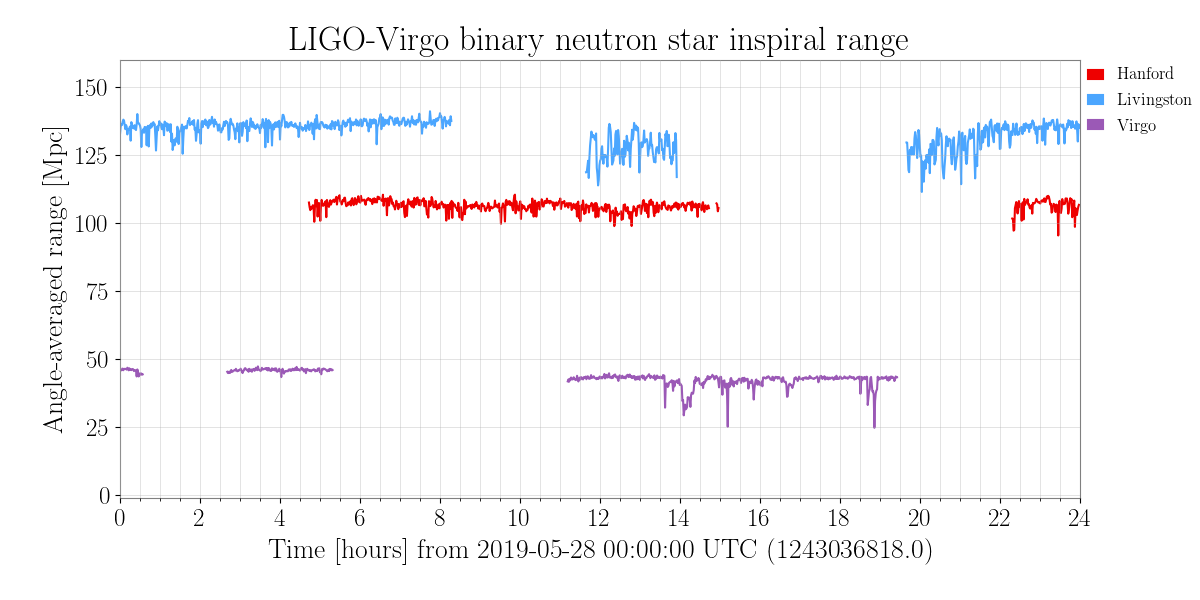 LIGO-Virgo binary neutron star inspiral range
Angle-averaged range [Mpc]
150
125
100
75
50
25
0
0 2 4 6 8 10 12 14 16 18 20 22 24
Time [hours] from 2019-05-28 00:00:00 UTC (1243036818.0)
Hanford
Livingston
Virgo